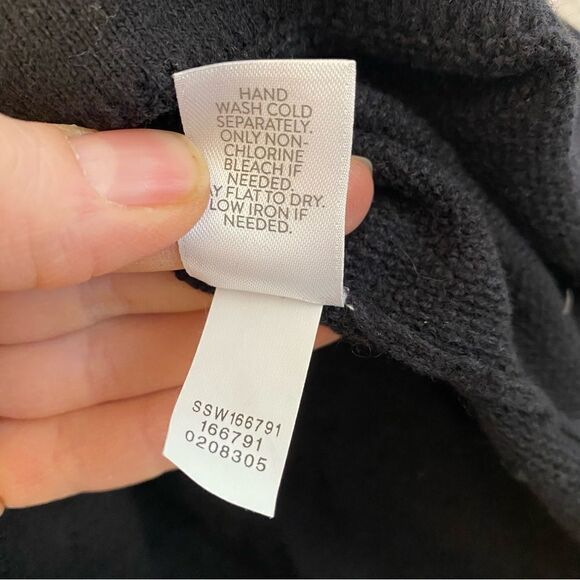 HAND
WASH COLD
SEPARATELY.
ONLY NON-
CHLORINE
BLEACH IF
NEEDED.
AY FLAT TO DRY.
LOW IRON IF
NEEDED.
SSW166791
166791
0208305